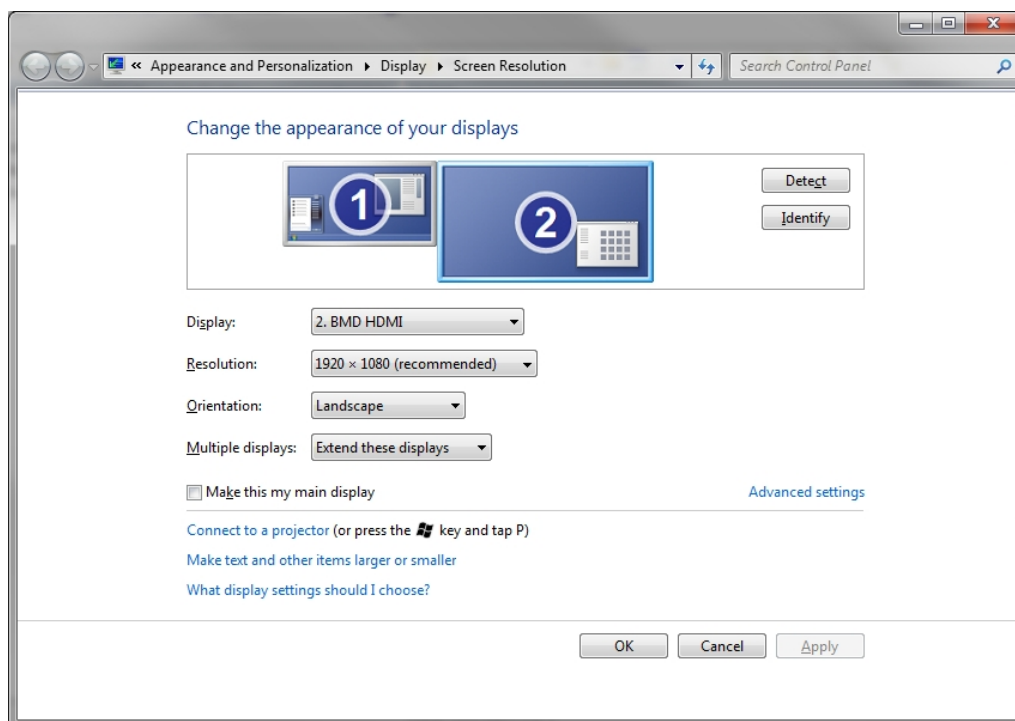 « Appearance and Personalization ▸ Display ▸ Screen Resolution
Search Control Panel
Change the appearance of your displays
1
2
Detect
Identify
Display: 2. BMD HDMI
Resolution: 1920 × 1080 (recommended)
Orientation: Landscape
Multiple displays: Extend these displays
Make this my main display
Advanced settings
Connect to a projector (or press the key and tap P)
Make text and other items larger or smaller
What display settings should I choose?
OK
Cancel
Apply